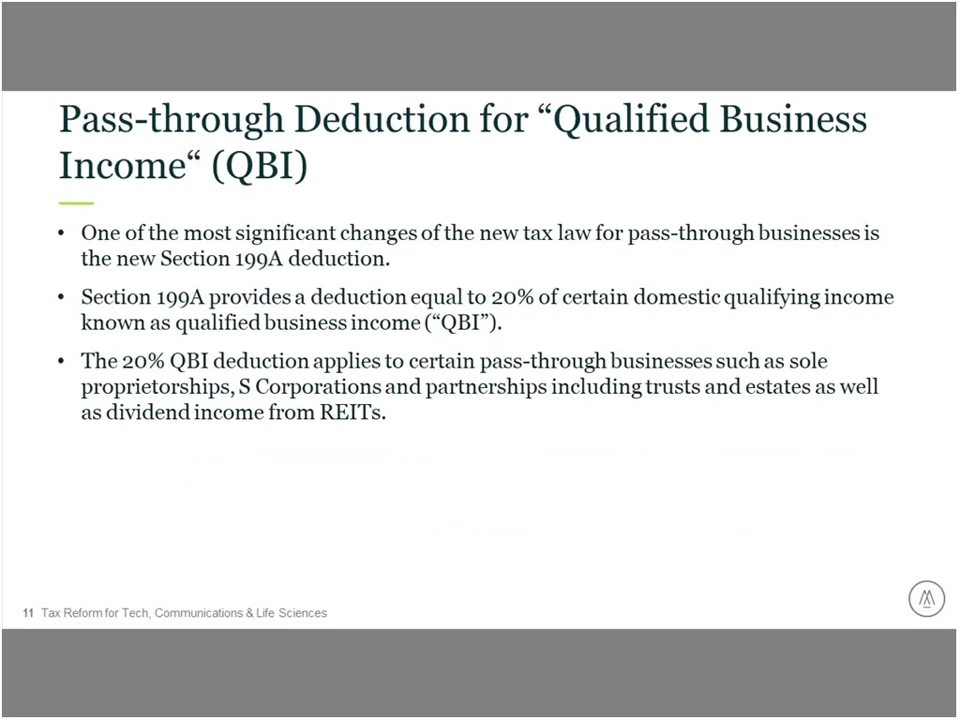 Pass-through Deduction for “Qualified Business
Income“ (QBI)
• One of the most significant changes of the new tax law for pass-through businesses is
the new Section 199A deduction.
• Section 199A provides a deduction equal to 20% of certain domestic qualifying income
known as qualified business income (“QBI”).
• The 20% QBI deduction applies to certain pass-through businesses such as sole
proprietorships, S Corporations and partnerships including trusts and estates as well
as dividend income from REITs.
11 Tax Reform for Tech, Communications & Life Sciences